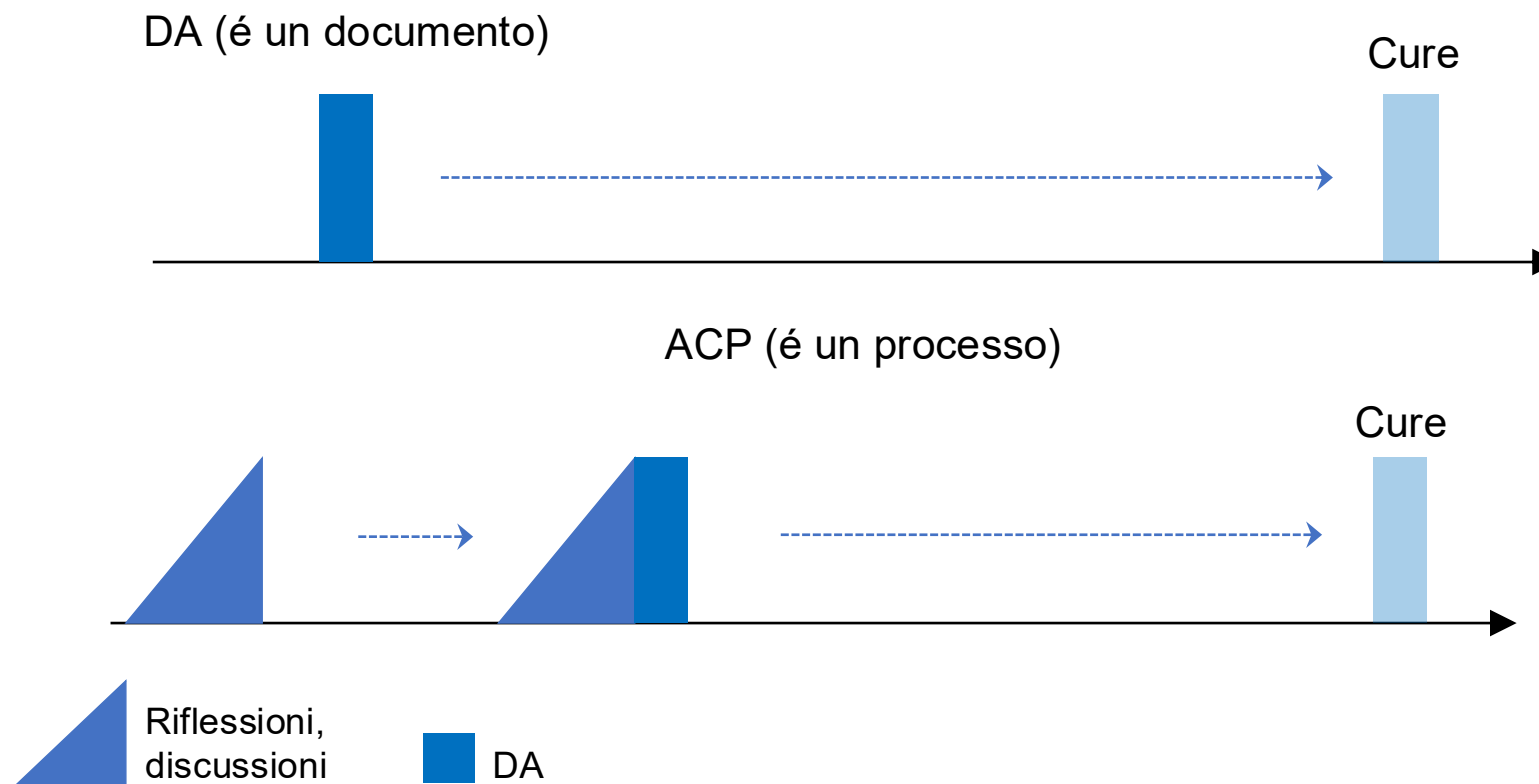 DA (é un documento)
Cure
ACP (é un processo)
Cure
Riflessioni,
discussioni
DA